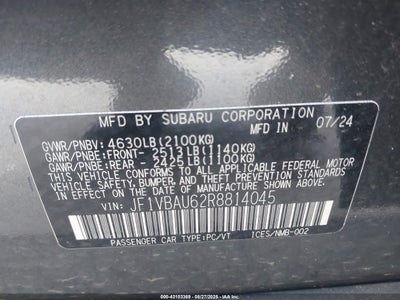 MFD BY SUBARU CORPORATION
GVWR/PNBV: 4630LB(2100KG) MFD IN 07/24
GAWR/PNBE:FRONT- 2513LB(1140KG)
GAWR/PNBE:REAR - 2425LB(1100KG)
THIS VEHICLE CONFORMS TO ALL APPLICABLE FEDERAL MOTOR
VEHICLE SAFETY, BUMPER, AND THEFT PREVENTION STANDARDS
IN EFFECT ON THE DATE OF MANUFACTURE SHOWN ABOVE.
VIN: JF1VBAU62R8814045
PASSENGER CAR TYPE:PC/VT ICES/NMB-002
© IAA
0-43103369 - 08/27/2025 - IAAI